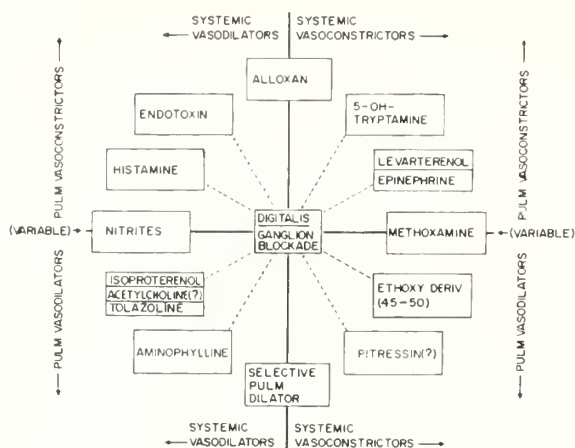 SYSTEMIC
VASODILATORS
SYSTEMIC
VASOCONSTRICTORS
PULM VASOCONSTRICTORS
PULM VASOCONSTRICTORS
ALLOXAN
ENDOTOXIN
5-OH-
TRYPTAMINE
HISTAMINE
LEVARTERENOL
EPINEPHRINE
(VARIABLE)
NITRITES
DIGITALIS
GANGLION
BLOCKADE
METHOXAMINE
(VARIABLE)
ISOPROTERENOL
ACETYLCHOLINE(?)
TOLAZOLINE
ETHOXY DERIV
(45-50)
PULM VASODILATORS
PULM VASODILATORS
AMINOPHYLLINE
PITRESSIN(?)
SELECTIVE
PULM
DILATOR
SYSTEMIC
VASODILATORS
SYSTEMIC
VASOCONSTRICTORS